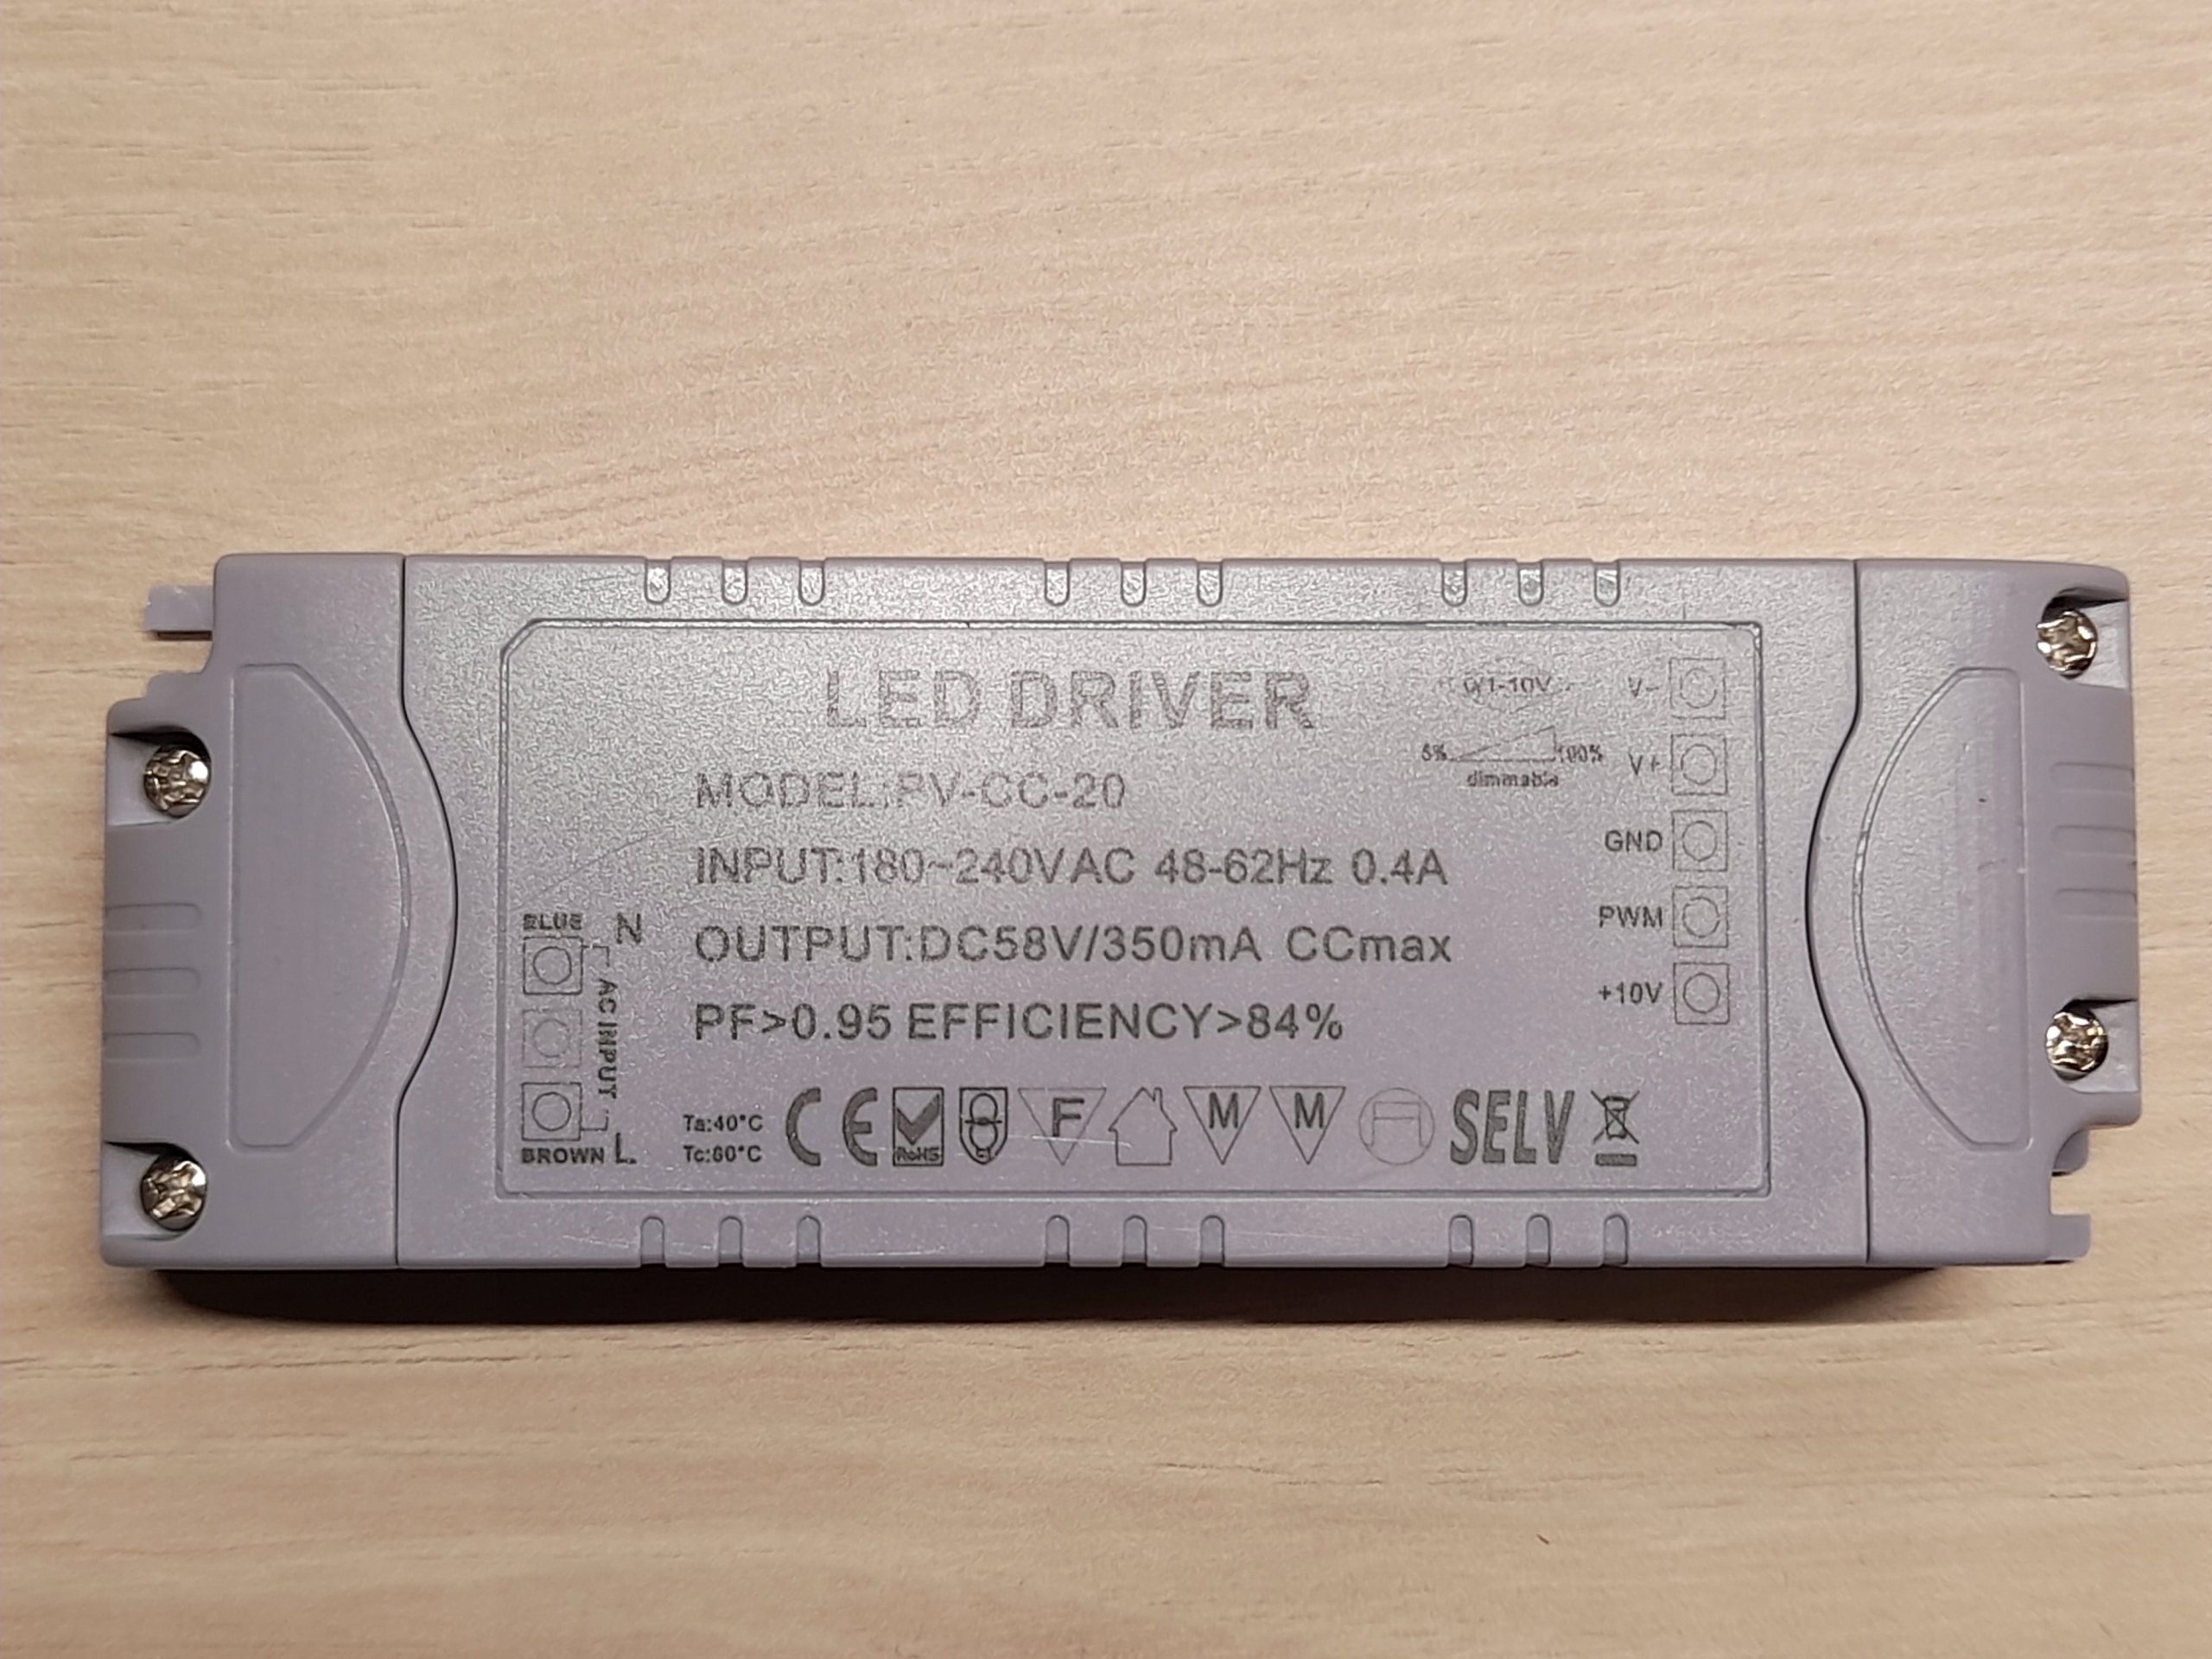 LED DRIVER
MODEL:PV-CC-20
INPUT:180~240VAC 48-62Hz 0.4A
OUTPUT:DC58V/350mA CCmax
PF>0.95 EFFICIENCY>84%
Ta:40°C
Tc:80°C
CE RoHS F M M SELV
BLUE N
AC INPUT
BROWN L
0/1-10V
5% 100%
dimmable
V-
V+
GND
PWM
+10V